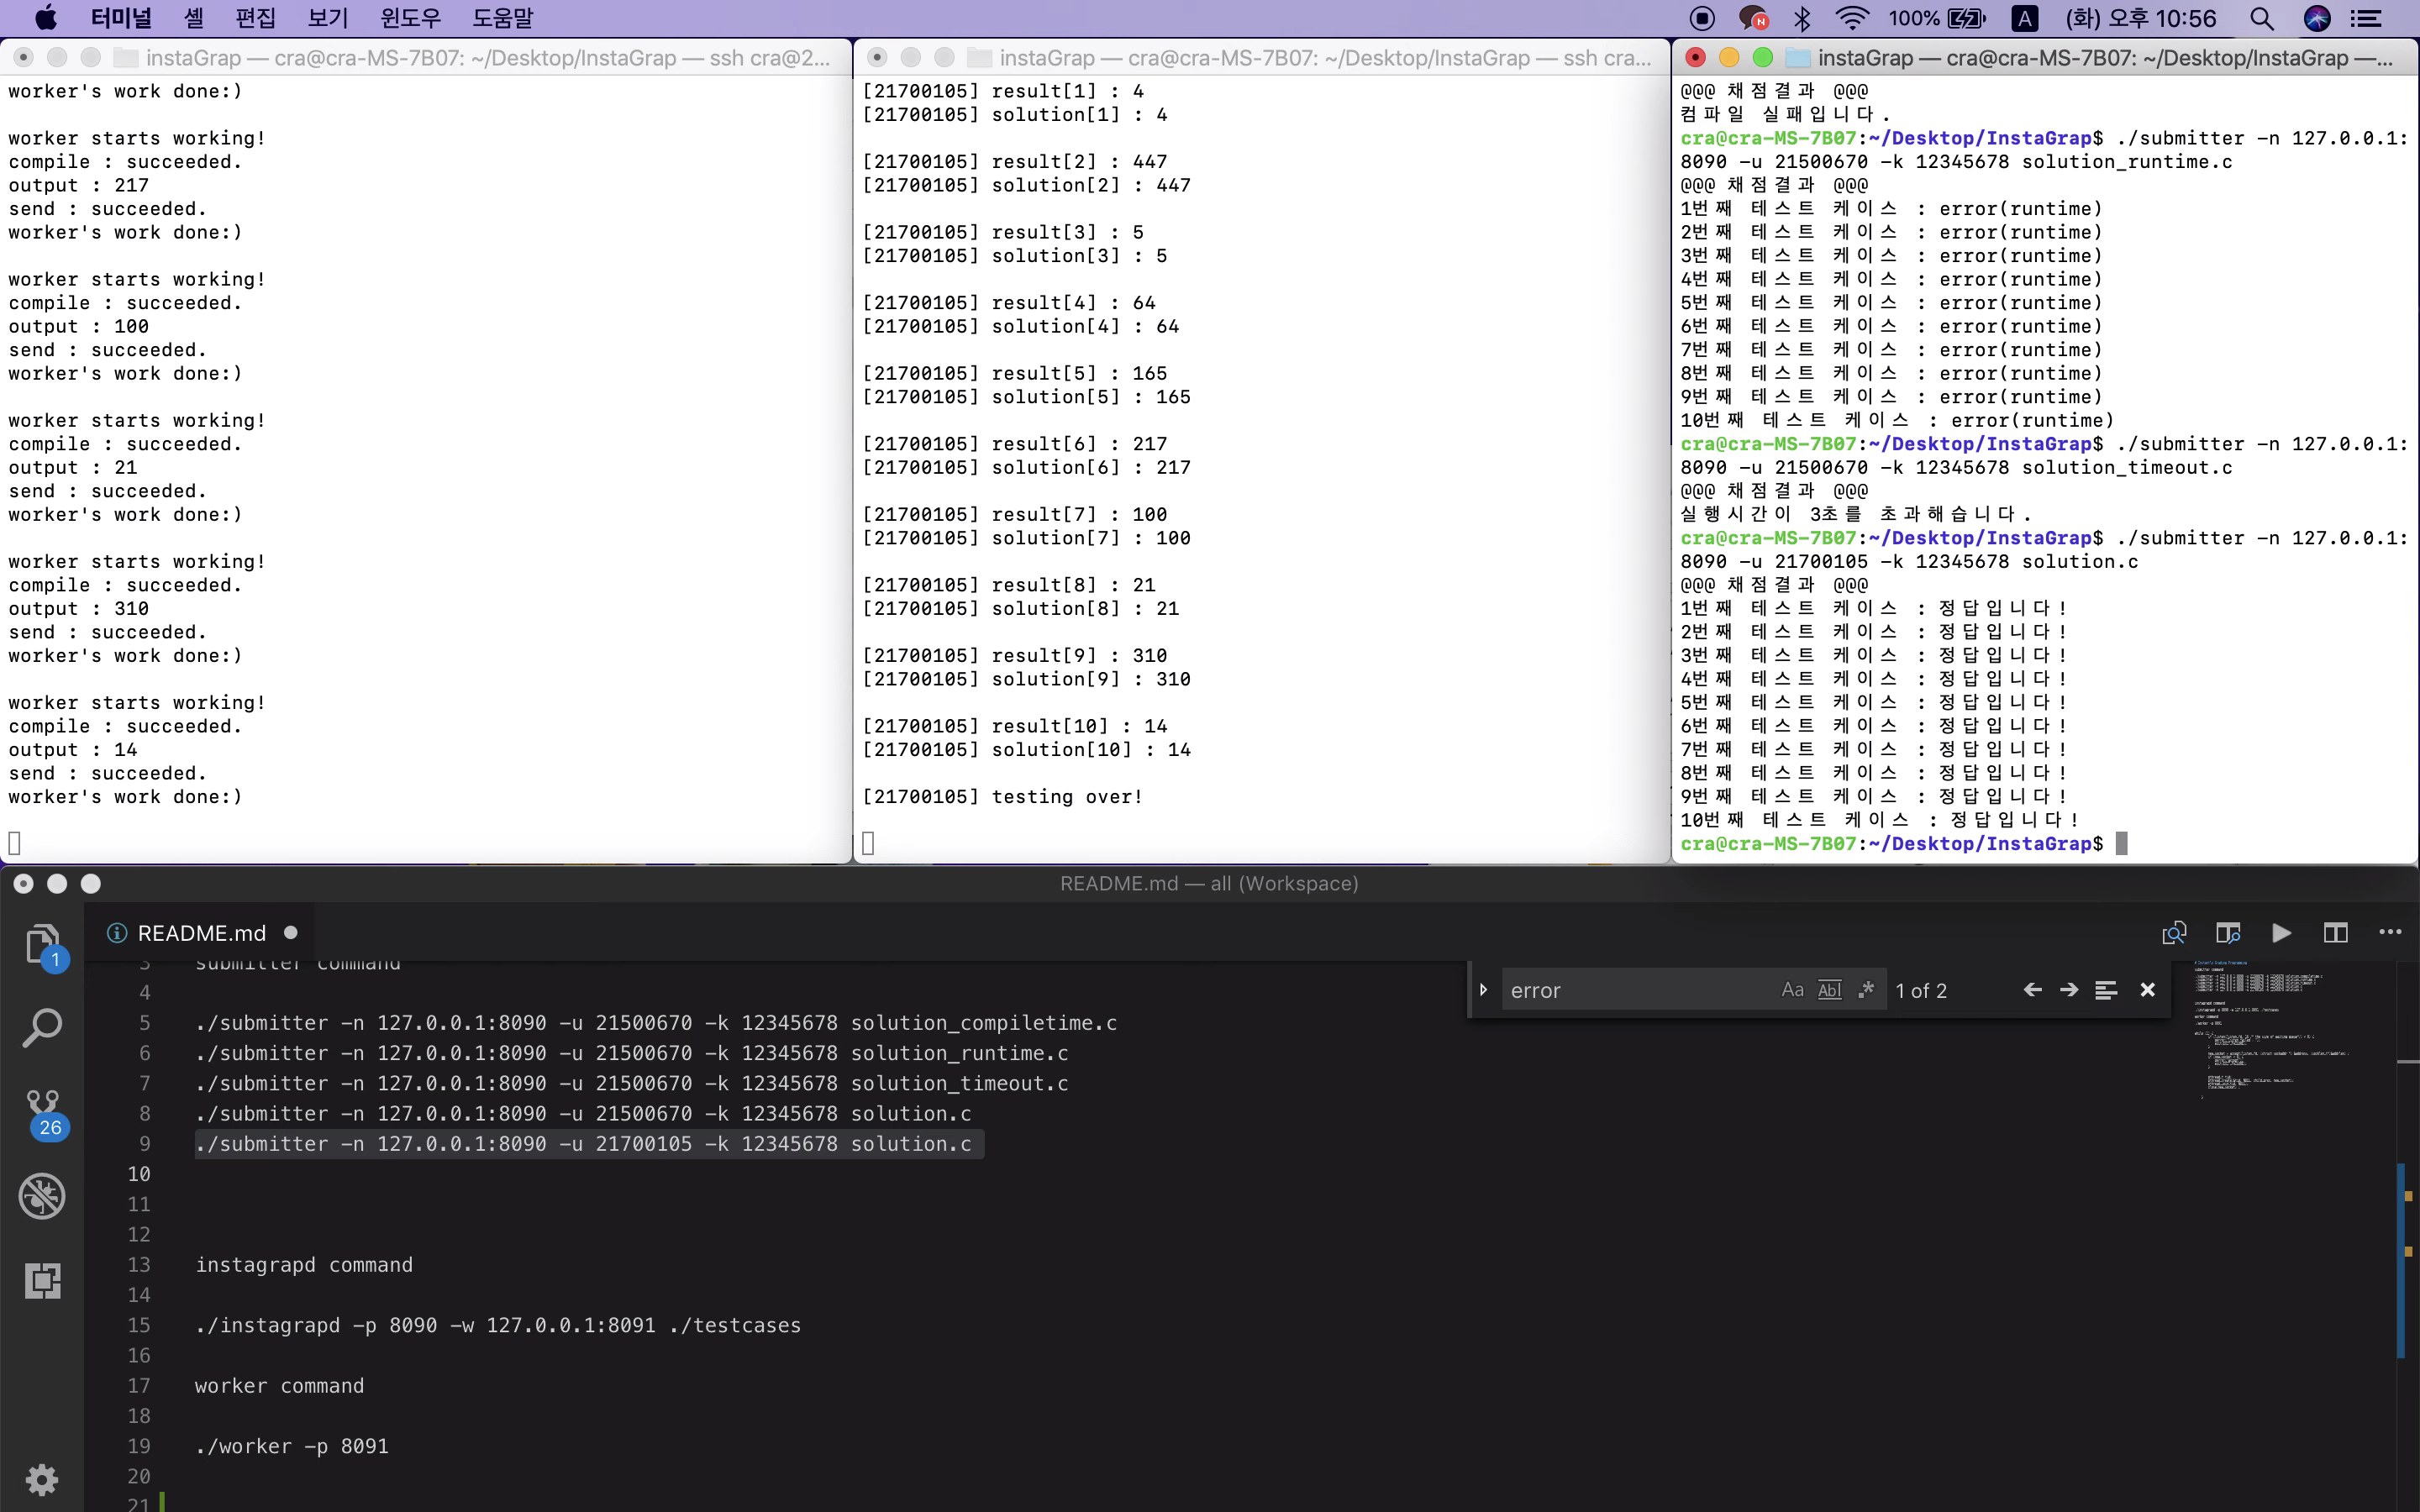 터미널 셸 편집 보기 윈도우 도움말 100% A (화) 오후 10:56
instaGrap — cra@cra-MS-7B07: ~/Desktop/InstaGrap — ssh cra@2...
worker's work done:)
worker starts working!
compile : succeeded.
output : 217
send : succeeded.
worker's work done:)
worker starts working!
compile : succeeded.
output : 100
send : succeeded.
worker's work done:)
worker starts working!
compile : succeeded.
output : 21
send : succeeded.
worker's work done:)
worker starts working!
compile : succeeded.
output : 310
send : succeeded.
worker's work done:)
worker starts working!
compile : succeeded.
output : 14
send : succeeded.
worker's work done:)
instaGrap — cra@cra-MS-7B07: ~/Desktop/InstaGrap — ssh cra...
[21700105] result[1] : 4
[21700105] solution[1] : 4
[21700105] result[2] : 447
[21700105] solution[2] : 447
[21700105] result[3] : 5
[21700105] solution[3] : 5
[21700105] result[4] : 64
[21700105] solution[4] : 64
[21700105] result[5] : 165
[21700105] solution[5] : 165
[21700105] result[6] : 217
[21700105] solution[6] : 217
[21700105] result[7] : 100
[21700105] solution[7] : 100
[21700105] result[8] : 21
[21700105] solution[8] : 21
[21700105] result[9] : 310
[21700105] solution[9] : 310
[21700105] result[10] : 14
[21700105] solution[10] : 14
[21700105] testing over!
instaGrap — cra@cra-MS-7B07: ~/Desktop/InstaGrap —...
@@@ 채점결과 @@@
컴파일 실패입니다.
cra@cra-MS-7B07:~/Desktop/InstaGrap$ ./submitter -n 127.0.0.1:
8090 -u 21500670 -k 12345678 solution_runtime.c
@@@ 채점결과 @@@
1번째 테스트 케이스 : error(runtime)
2번째 테스트 케이스 : error(runtime)
3번째 테스트 케이스 : error(runtime)
4번째 테스트 케이스 : error(runtime)
5번째 테스트 케이스 : error(runtime)
6번째 테스트 케이스 : error(runtime)
7번째 테스트 케이스 : error(runtime)
8번째 테스트 케이스 : error(runtime)
9번째 테스트 케이스 : error(runtime)
10번째 테스트 케이스 : error(runtime)
cra@cra-MS-7B07:~/Desktop/InstaGrap$ ./submitter -n 127.0.0.1:
8090 -u 21500670 -k 12345678 solution_timeout.c
@@@ 채점결과 @@@
실행시간이 3초를 초과해습니다.
cra@cra-MS-7B07:~/Desktop/InstaGrap$ ./submitter -n 127.0.0.1:
8090 -u 21700105 -k 12345678 solution.c
@@@ 채점결과 @@@
1번째 테스트 케이스 : 정답입니다!
2번째 테스트 케이스 : 정답입니다!
3번째 테스트 케이스 : 정답입니다!
4번째 테스트 케이스 : 정답입니다!
5번째 테스트 케이스 : 정답입니다!
6번째 테스트 케이스 : 정답입니다!
7번째 테스트 케이스 : 정답입니다!
8번째 테스트 케이스 : 정답입니다!
9번째 테스트 케이스 : 정답입니다!
10번째 테스트 케이스 : 정답입니다!
cra@cra-MS-7B07:~/Desktop/InstaGrap$
README.md — all (Workspace)
README.md
1
26
error Aa Abl .* 1 of 2
3 submitter command
4
5 ./submitter -n 127.0.0.1:8090 -u 21500670 -k 12345678 solution_compiletime.c
6 ./submitter -n 127.0.0.1:8090 -u 21500670 -k 12345678 solution_runtime.c
7 ./submitter -n 127.0.0.1:8090 -u 21500670 -k 12345678 solution_timeout.c
8 ./submitter -n 127.0.0.1:8090 -u 21500670 -k 12345678 solution.c
9 ./submitter -n 127.0.0.1:8090 -u 21700105 -k 12345678 solution.c
10
11
12
13 instagrapd command
14
15 ./instagrapd -p 8090 -w 127.0.0.1:8091 ./testcases
16
17 worker command
18
19 ./worker -p 8091
20
21